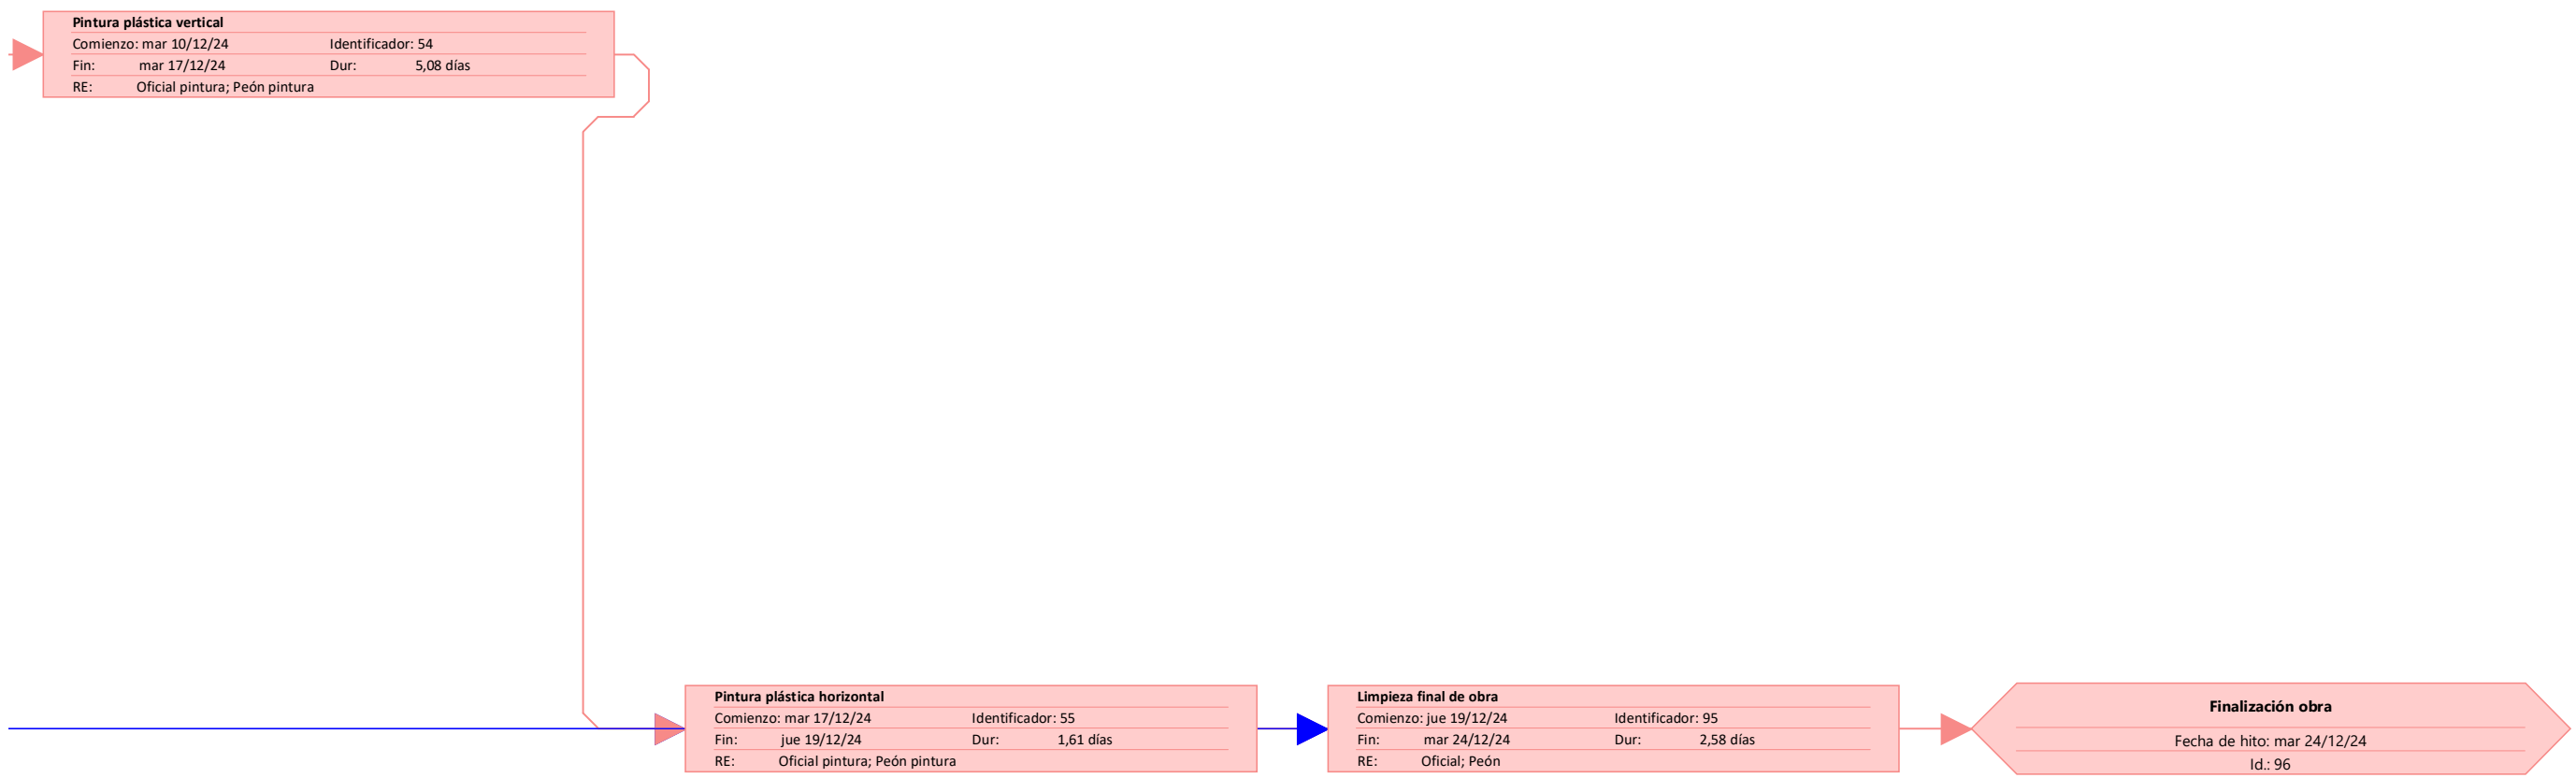 Pintura plástica vertical
Comienzo: mar 10/12/24 Identificador: 54
Fin: mar 17/12/24 Dur: 5,08 días
RE: Oficial pintura; Peón pintura
Pintura plástica horizontal
Comienzo: mar 17/12/24 Identificador: 55
Fin: jue 19/12/24 Dur: 1,61 días
RE: Oficial pintura; Peón pintura
Limpieza final de obra
Comienzo: jue 19/12/24 Identificador: 95
Fin: mar 24/12/24 Dur: 2,58 días
RE: Oficial; Peón
Finalización obra
Fecha de hito: mar 24/12/24
Id.: 96